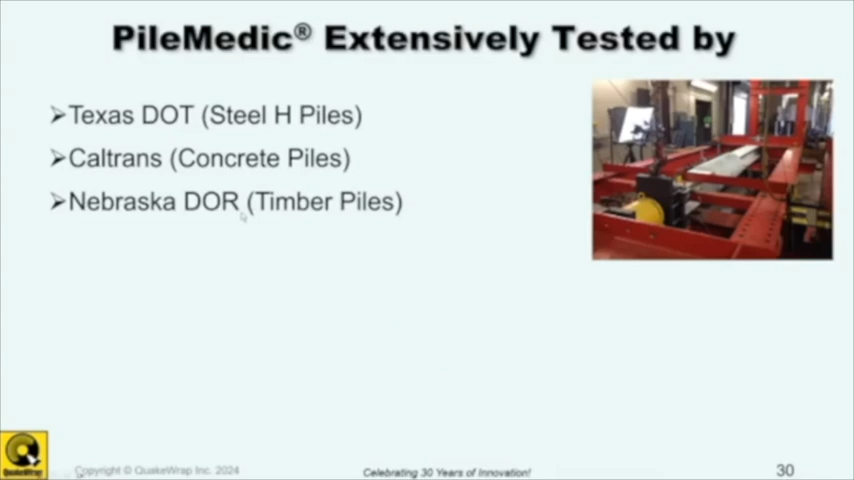 PileMedic® Extensively Tested by
➢Texas DOT (Steel H Piles)
➢Caltrans (Concrete Piles)
➢Nebraska DOR (Timber Piles)
QuakeWrap
Copyright © QuakeWrap Inc. 2024
Celebrating 30 Years of Innovation!
30